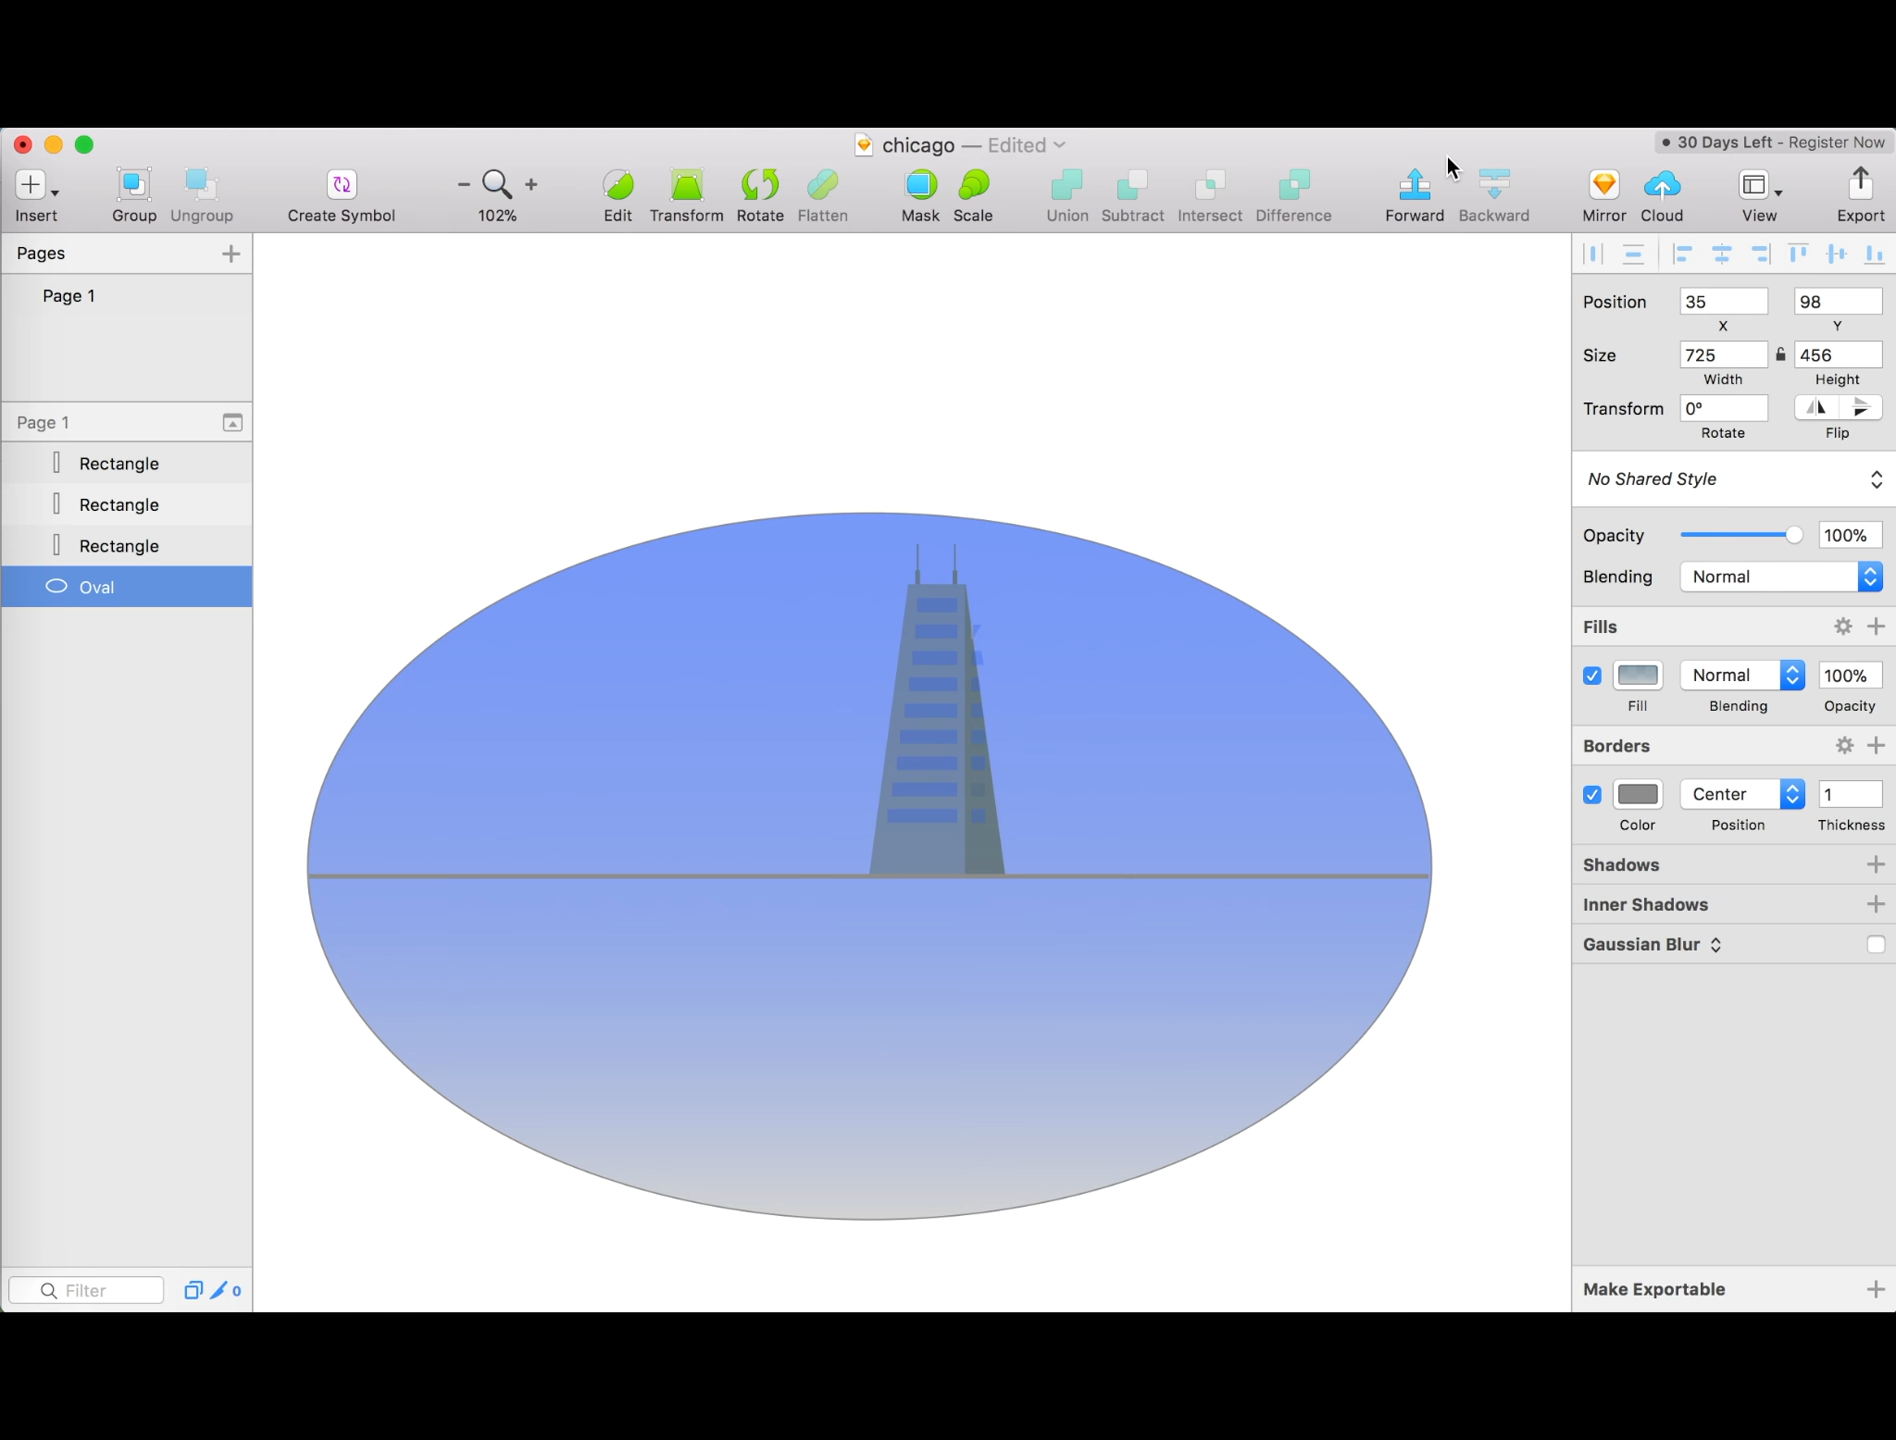 chicago — Edited
30 Days Left - Register Now
Insert
Group
Ungroup
Create Symbol
102%
Edit
Transform
Rotate
Flatten
Mask
Scale
Union
Subtract
Intersect
Difference
Forward
Backward
Mirror
Cloud
View
Export
Pages
Page 1
Page 1
Rectangle
Rectangle
Rectangle
Oval
Filter
0
Position 35 98
X Y
Size 725 456
Width Height
Transform 0°
Rotate Flip
No Shared Style
Opacity 100%
Blending Normal
Fills
Normal 100%
Fill Blending Opacity
Borders
Center 1
Color Position Thickness
Shadows
Inner Shadows
Gaussian Blur
Make Exportable